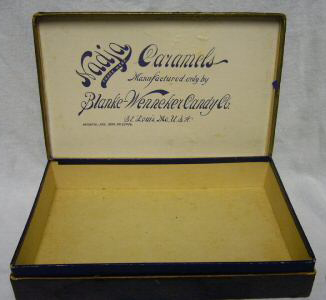 Nadja Caramels
Manufactured only by
Blanke-Wenneker Candy Co.
St. Louis, Mo, U.S.A.